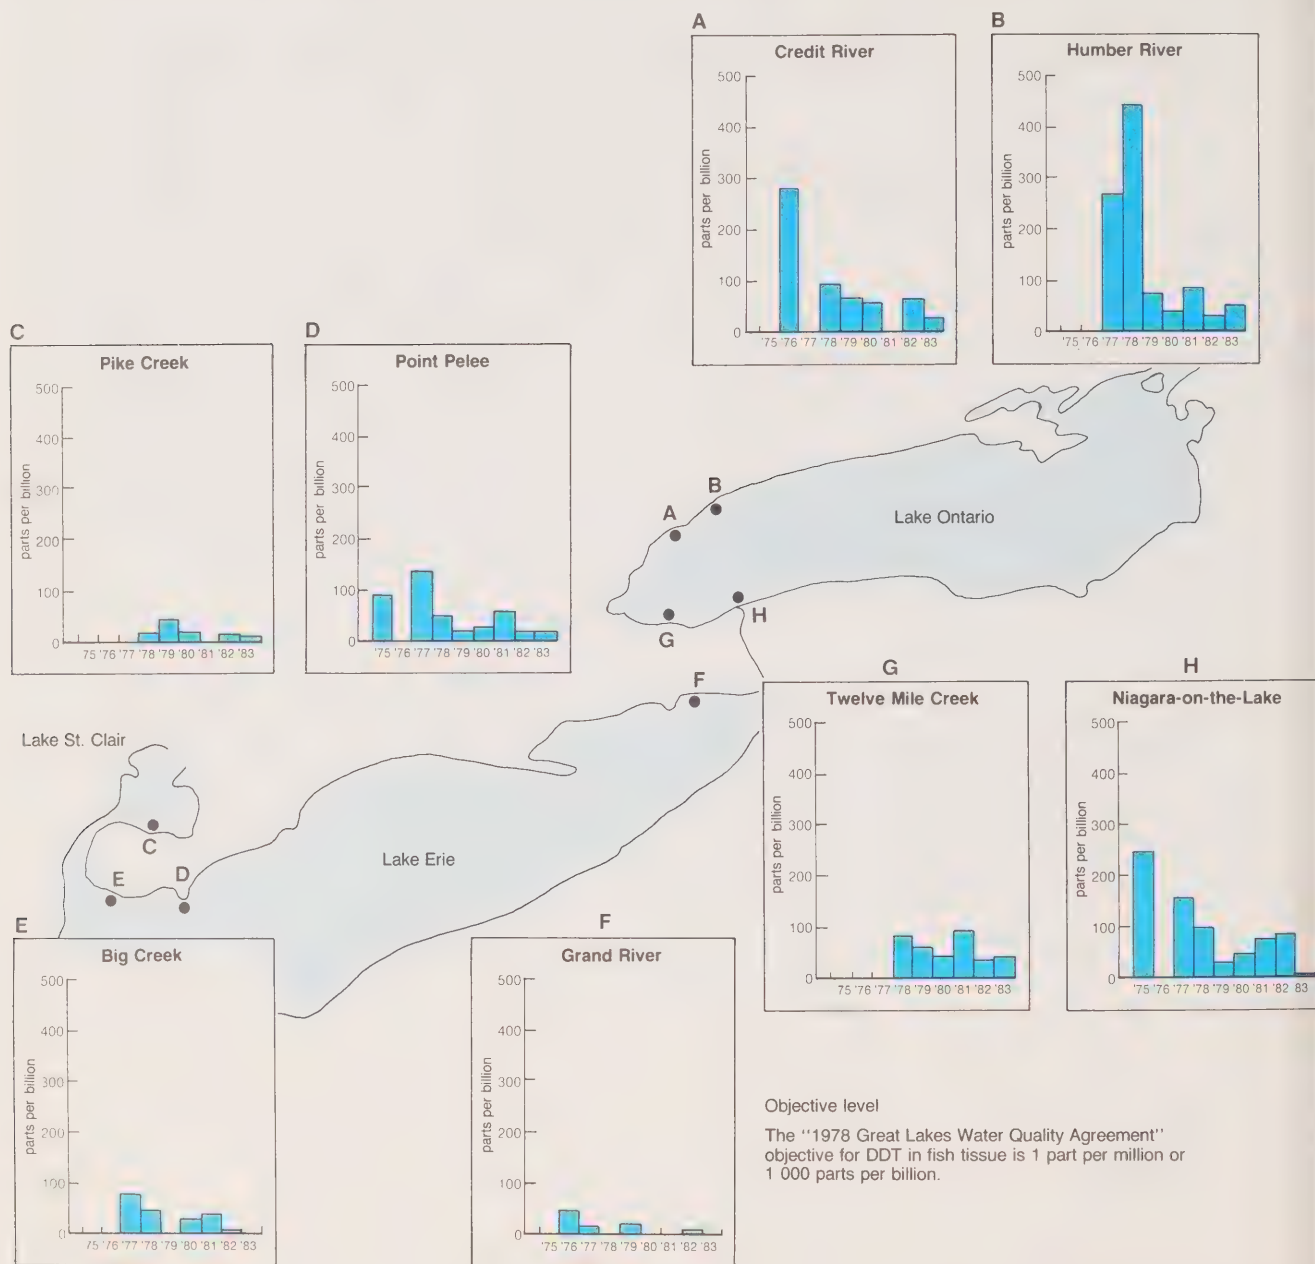 A
Credit River
500
400
300
200
100
0
parts per billion
'75 '76 '77 '78 '79 '80 '81 '82 '83
B
Humber River
500
400
300
200
100
0
parts per billion
'75 '76 '77 '78 '79 '80 '81 '82 '83
C
Pike Creek
500
400
300
200
100
0
parts per billion
75 '76 '77 '78 '79 '80 '81 '82 '83
D
Point Pelee
500
400
300
200
100
0
parts per billion
'75 '76 '77 '78 '79 '80 '81 '82 '83
B
A
Lake Ontario
G
H
F
Lake St. Clair
C
E
D
Lake Erie
G
Twelve Mile Creek
500
400
300
200
100
0
parts per billion
75 '76 '77 '78 '79 '80 '81 '82 '83
H
Niagara-on-the-Lake
500
400
300
200
100
0
parts per billion
'75 '76 '77 '78 '79 '80 '81 '82 83
E
Big Creek
500
400
300
200
100
0
parts per billion
75 '76 '77 '78 '79 '80 '81 '82 '83
F
Grand River
500
400
300
200
100
0
parts per billion
'75 '76 '77 '78 '79 '80 '81 '82 '83
Objective level
The "1978 Great Lakes Water Quality Agreement"
objective for DDT in fish tissue is 1 part per million or
1 000 parts per billion.